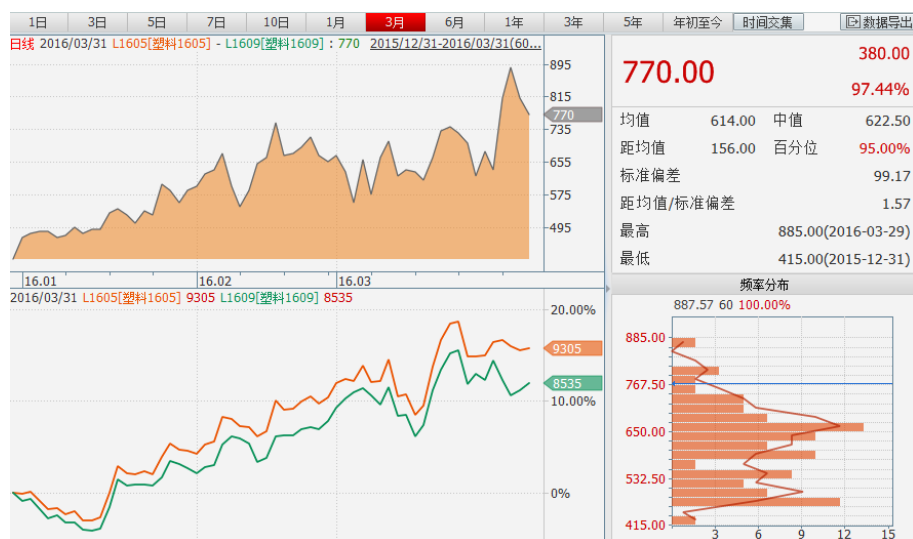 1日 3日 5日 7日 10日 1月 3月 6月 1年 3年 5年 年初至今 时间交集 数据导出
日线 2016/03/31 L1605[塑料1605] - L1609[塑料1609] : 770 2015/12/31-2016/03/31(60...
895
815
770
735
655
575
495
16.01 16.02 16.03
2016/03/31 L1605[塑料1605] 9305 L1609[塑料1609] 8535
20.00%
9305
8535
10.00%
0%
770.00
380.00
97.44%
均值 614.00 中值 622.50
距均值 156.00 百分位 95.00%
标准偏差 99.17
距均值/标准偏差 1.57
最高 885.00(2016-03-29)
最低 415.00(2015-12-31)
频率分布
887.57 60 100.00%
885.00
767.50
650.00
532.50
415.00
3 6 9 12 15